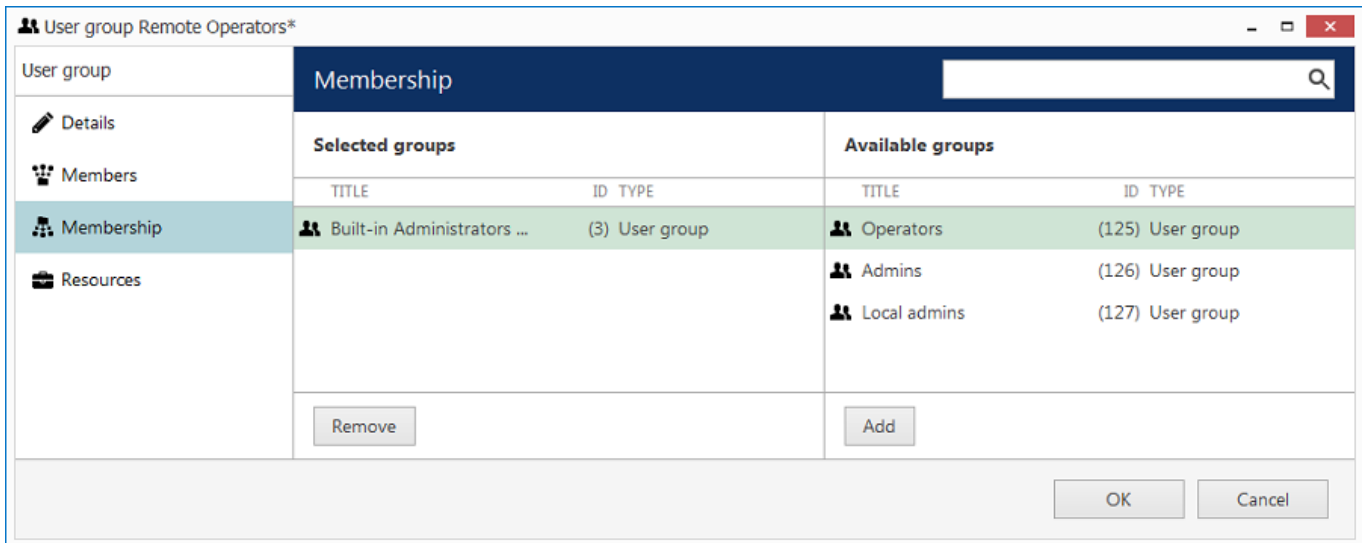 User group Remote Operators*
User group
Details
Members
Membership
Resources
Membership
Selected groups
TITLE ID TYPE
Built-in Administrators ... (3) User group
Remove
Available groups
TITLE ID TYPE
Operators (125) User group
Admins (126) User group
Local admins (127) User group
Add
OK Cancel